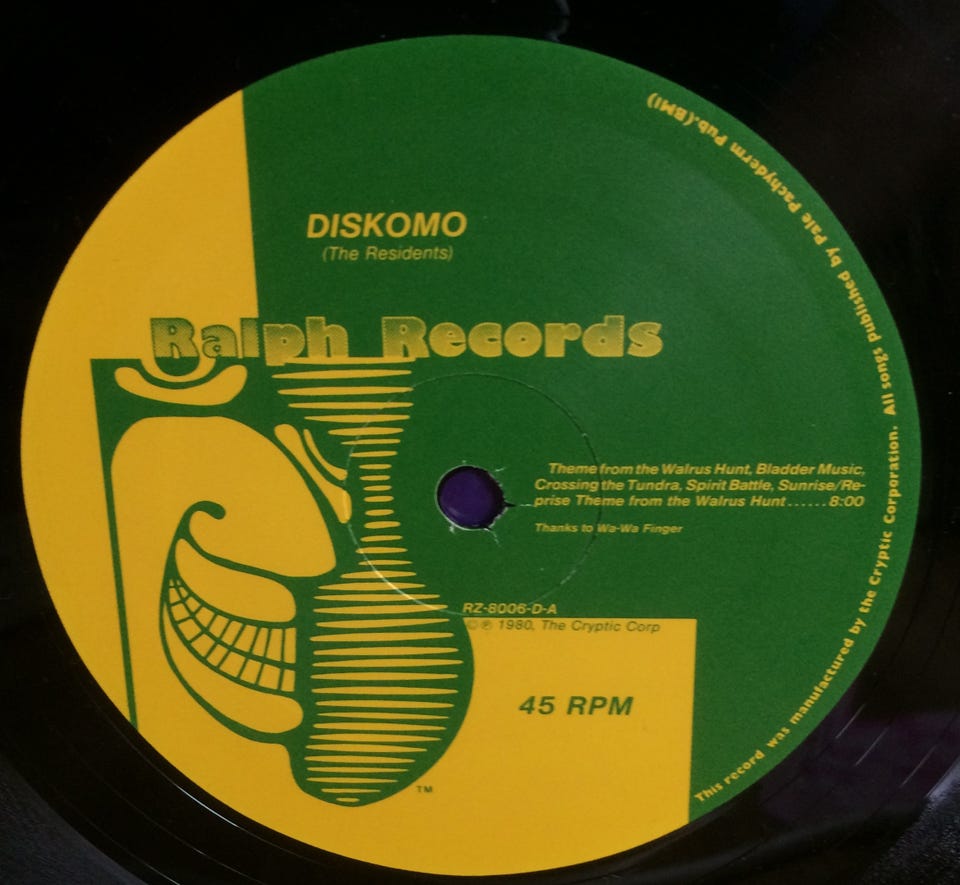 DISKOMO
(The Residents)
Ralph Records
Theme from the Walrus Hunt, Bladder Music,
Crossing the Tundra, Spirit Battle, Sunrise/Re-
prise Theme from the Walrus Hunt......8:00
Thanks to Wa-Wa Finger
RZ-8006-D-A
©℗ 1980, The Cryptic Corp
45 RPM
TM
This record was manufactured by the Cryptic Corporation. All songs Published by Pale Pachyderm Pub.(BMI)